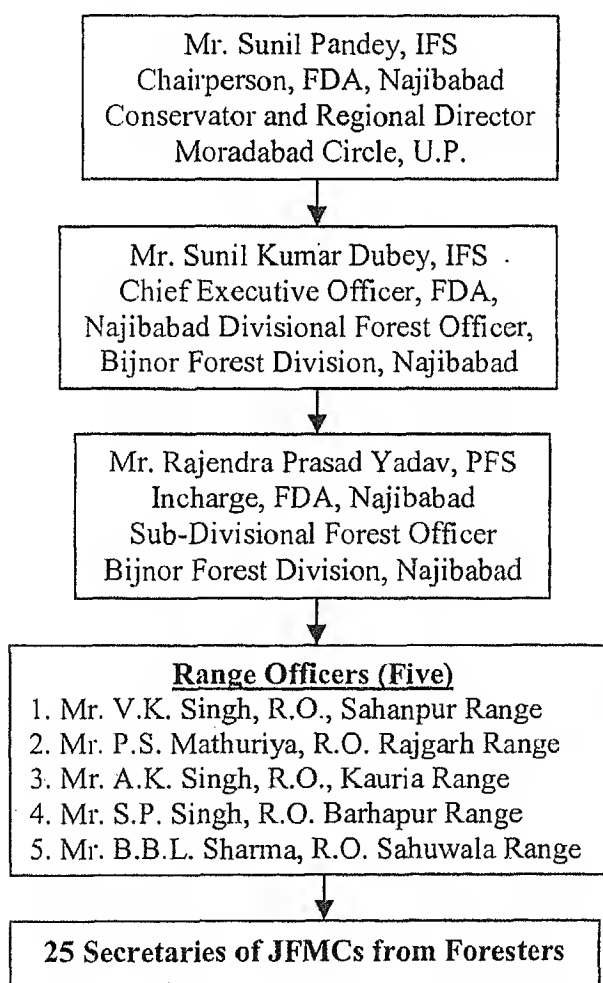 Mr. Sunil Pandey, IFS
Chairperson, FDA, Najibabad
Conservator and Regional Director
Moradabad Circle, U.P.
Mr. Sunil Kumar Dubey, IFS
Chief Executive Officer, FDA,
Najibabad Divisional Forest Officer,
Bijnor Forest Division, Najibabad
Mr. Rajendra Prasad Yadav, PFS
Incharge, FDA, Najibabad
Sub-Divisional Forest Officer
Bijnor Forest Division, Najibabad
Range Officers (Five)
1. Mr. V.K. Singh, R.O., Sahanpur Range
2. Mr. P.S. Mathuriya, R.O. Rajgarh Range
3. Mr. A.K. Singh, R.O., Kauria Range
4. Mr. S.P. Singh, R.O. Barhapur Range
5. Mr. B.B.L. Sharma, R.O. Sahuwala Range
25 Secretaries of JFMCs from Foresters